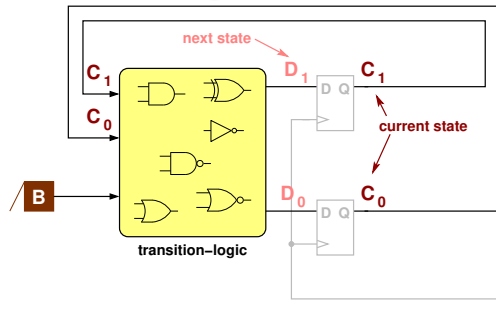 next state
D1
C1
C1
D Q
C0
current state
B
D0
C0
D Q
transition-logic